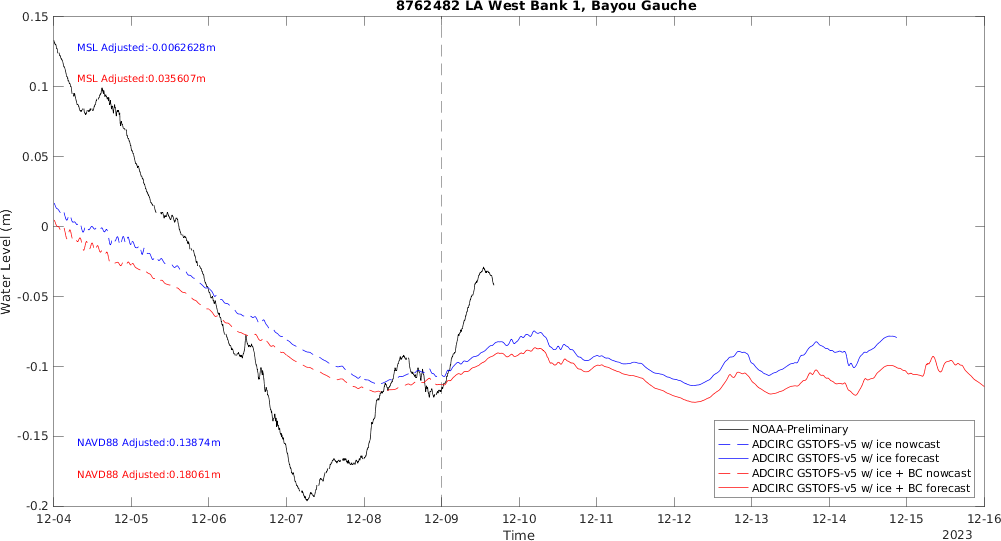 8762482 LA West Bank 1, Bayou Gauche
0.15
0.1
0.05
0
-0.05
-0.1
-0.15
-0.2
Water Level (m)
MSL Adjusted:-0.0062628m
MSL Adjusted:0.035607m
NAVD88 Adjusted:0.13874m
NAVD88 Adjusted:0.18061m
NOAA-Preliminary
ADCIRC GSTOFS-v5 w/ ice nowcast
ADCIRC GSTOFS-v5 w/ ice forecast
ADCIRC GSTOFS-v5 w/ ice + BC nowcast
ADCIRC GSTOFS-v5 w/ ice + BC forecast
12-04 12-05 12-06 12-07 12-08 12-09 12-10 12-11 12-12 12-13 12-14 12-15 12-16
Time
2023